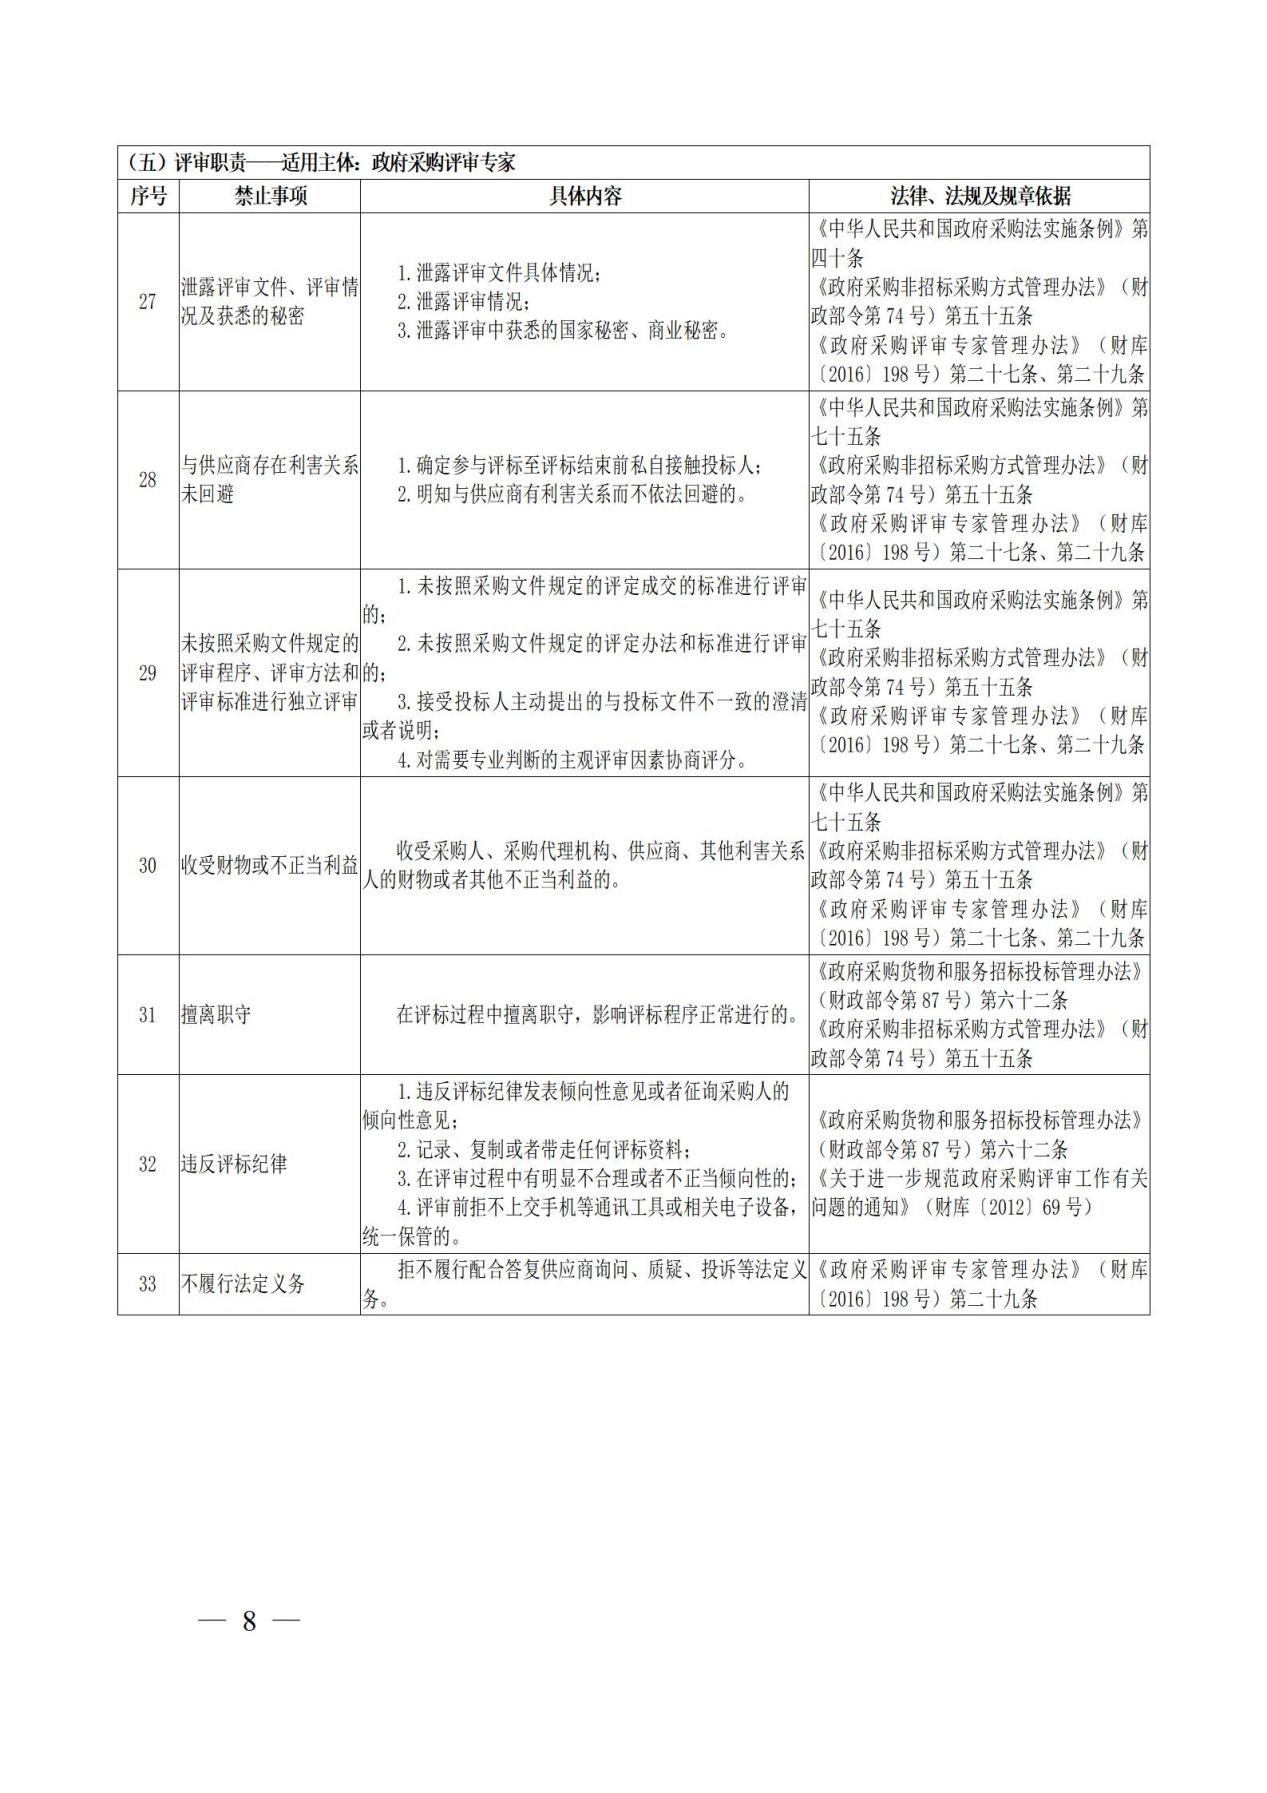 （五）评审职责——适用主体：政府采购评审专家
序号
禁止事项
具体内容
法律、法规及规章依据
27
泄露评审文件、评审情
况及获悉的秘密
1.泄露评审文件具体情况；
2.泄露评审情况；
3.泄露评审中获悉的国家秘密、商业秘密。
《中华人民共和国政府采购法实施条例》第
四十条
《政府采购非招标采购方式管理办法》（财
政部令第 74 号）第五十五条
《政府采购评审专家管理办法》（财库
〔2016〕198 号）第二十七条、第二十九条
28
与供应商存在利害关系
未回避
1.确定参与评标至评标结束前私自接触投标人；
2.明知与供应商有利害关系而不依法回避的。
《中华人民共和国政府采购法实施条例》第
七十五条
《政府采购非招标采购方式管理办法》（财
政部令第 74 号）第五十五条
《政府采购评审专家管理办法》（财库
〔2016〕198 号）第二十七条、第二十九条
29
未按照采购文件规定的
评审程序、评审方法和
评审标准进行独立评审
1.未按照采购文件规定的评定成交的标准进行评审
的；
2.未按照采购文件规定的评定办法和标准进行评审
的；
3.接受投标人主动提出的与投标文件不一致的澄清
或者说明；
4.对需要专业判断的主观评审因素协商评分。
《中华人民共和国政府采购法实施条例》第
七十五条
《政府采购非招标采购方式管理办法》（财
政部令第 74 号）第五十五条
《政府采购评审专家管理办法》（财库
〔2016〕198 号）第二十七条、第二十九条
30
收受财物或不正当利益
收受采购人、采购代理机构、供应商、其他利害关系
人的财物或者其他不正当利益的。
《中华人民共和国政府采购法实施条例》第
七十五条
《政府采购非招标采购方式管理办法》（财
政部令第 74 号）第五十五条
《政府采购评审专家管理办法》（财库
〔2016〕198 号）第二十七条、第二十九条
31
擅离职守
在评标过程中擅离职守，影响评标程序正常进行的。
《政府采购货物和服务招标投标管理办法》
（财政部令第 87 号）第六十二条
《政府采购非招标采购方式管理办法》（财
政部令第 74 号）第五十五条
32
违反评标纪律
1.违反评标纪律发表倾向性意见或者征询采购人的
倾向性意见；
2.记录、复制或者带走任何评标资料；
3.在评审过程中有明显不合理或者不正当倾向性的；
4.评审前拒不上交手机等通讯工具或相关电子设备，
统一保管的。
《政府采购货物和服务招标投标管理办法》
（财政部令第 87 号）第六十二条
《关于进一步规范政府采购评审工作有关
问题的通知》（财库〔2012〕69 号）
33
不履行法定义务
拒不履行配合答复供应商询问、质疑、投诉等法定义
务。
《政府采购评审专家管理办法》（财库
〔2016〕198 号）第二十九条
— 8 —